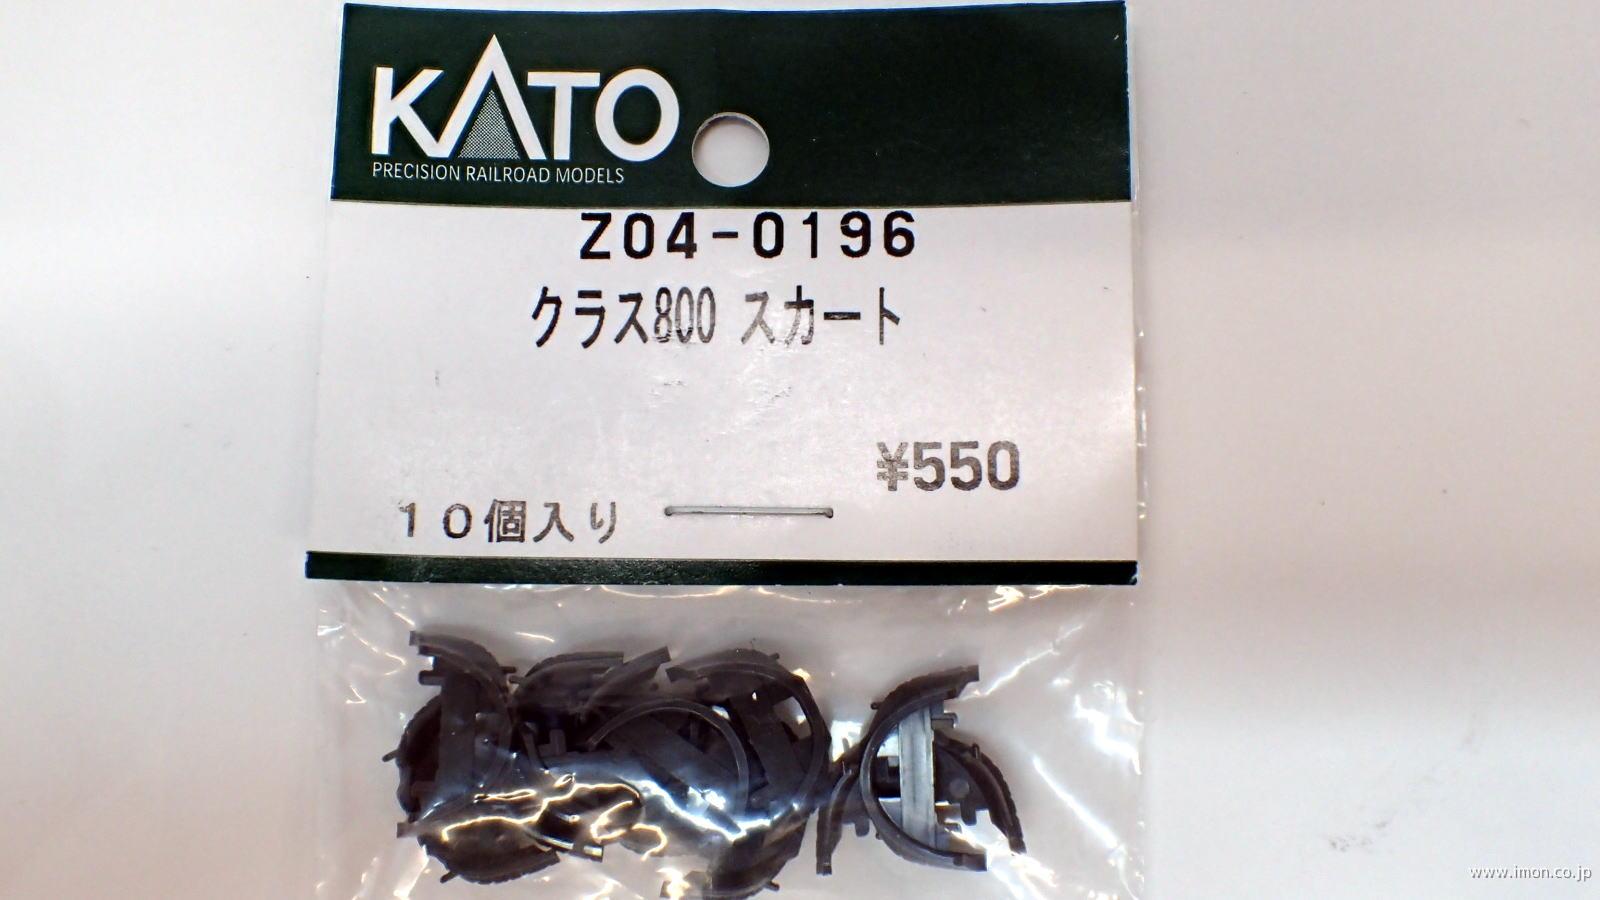 KATO
PRECISION RAILROAD MODELS
Z04-0196
クラス800 スカート
¥550
１０個入り
www.imon.co.jp